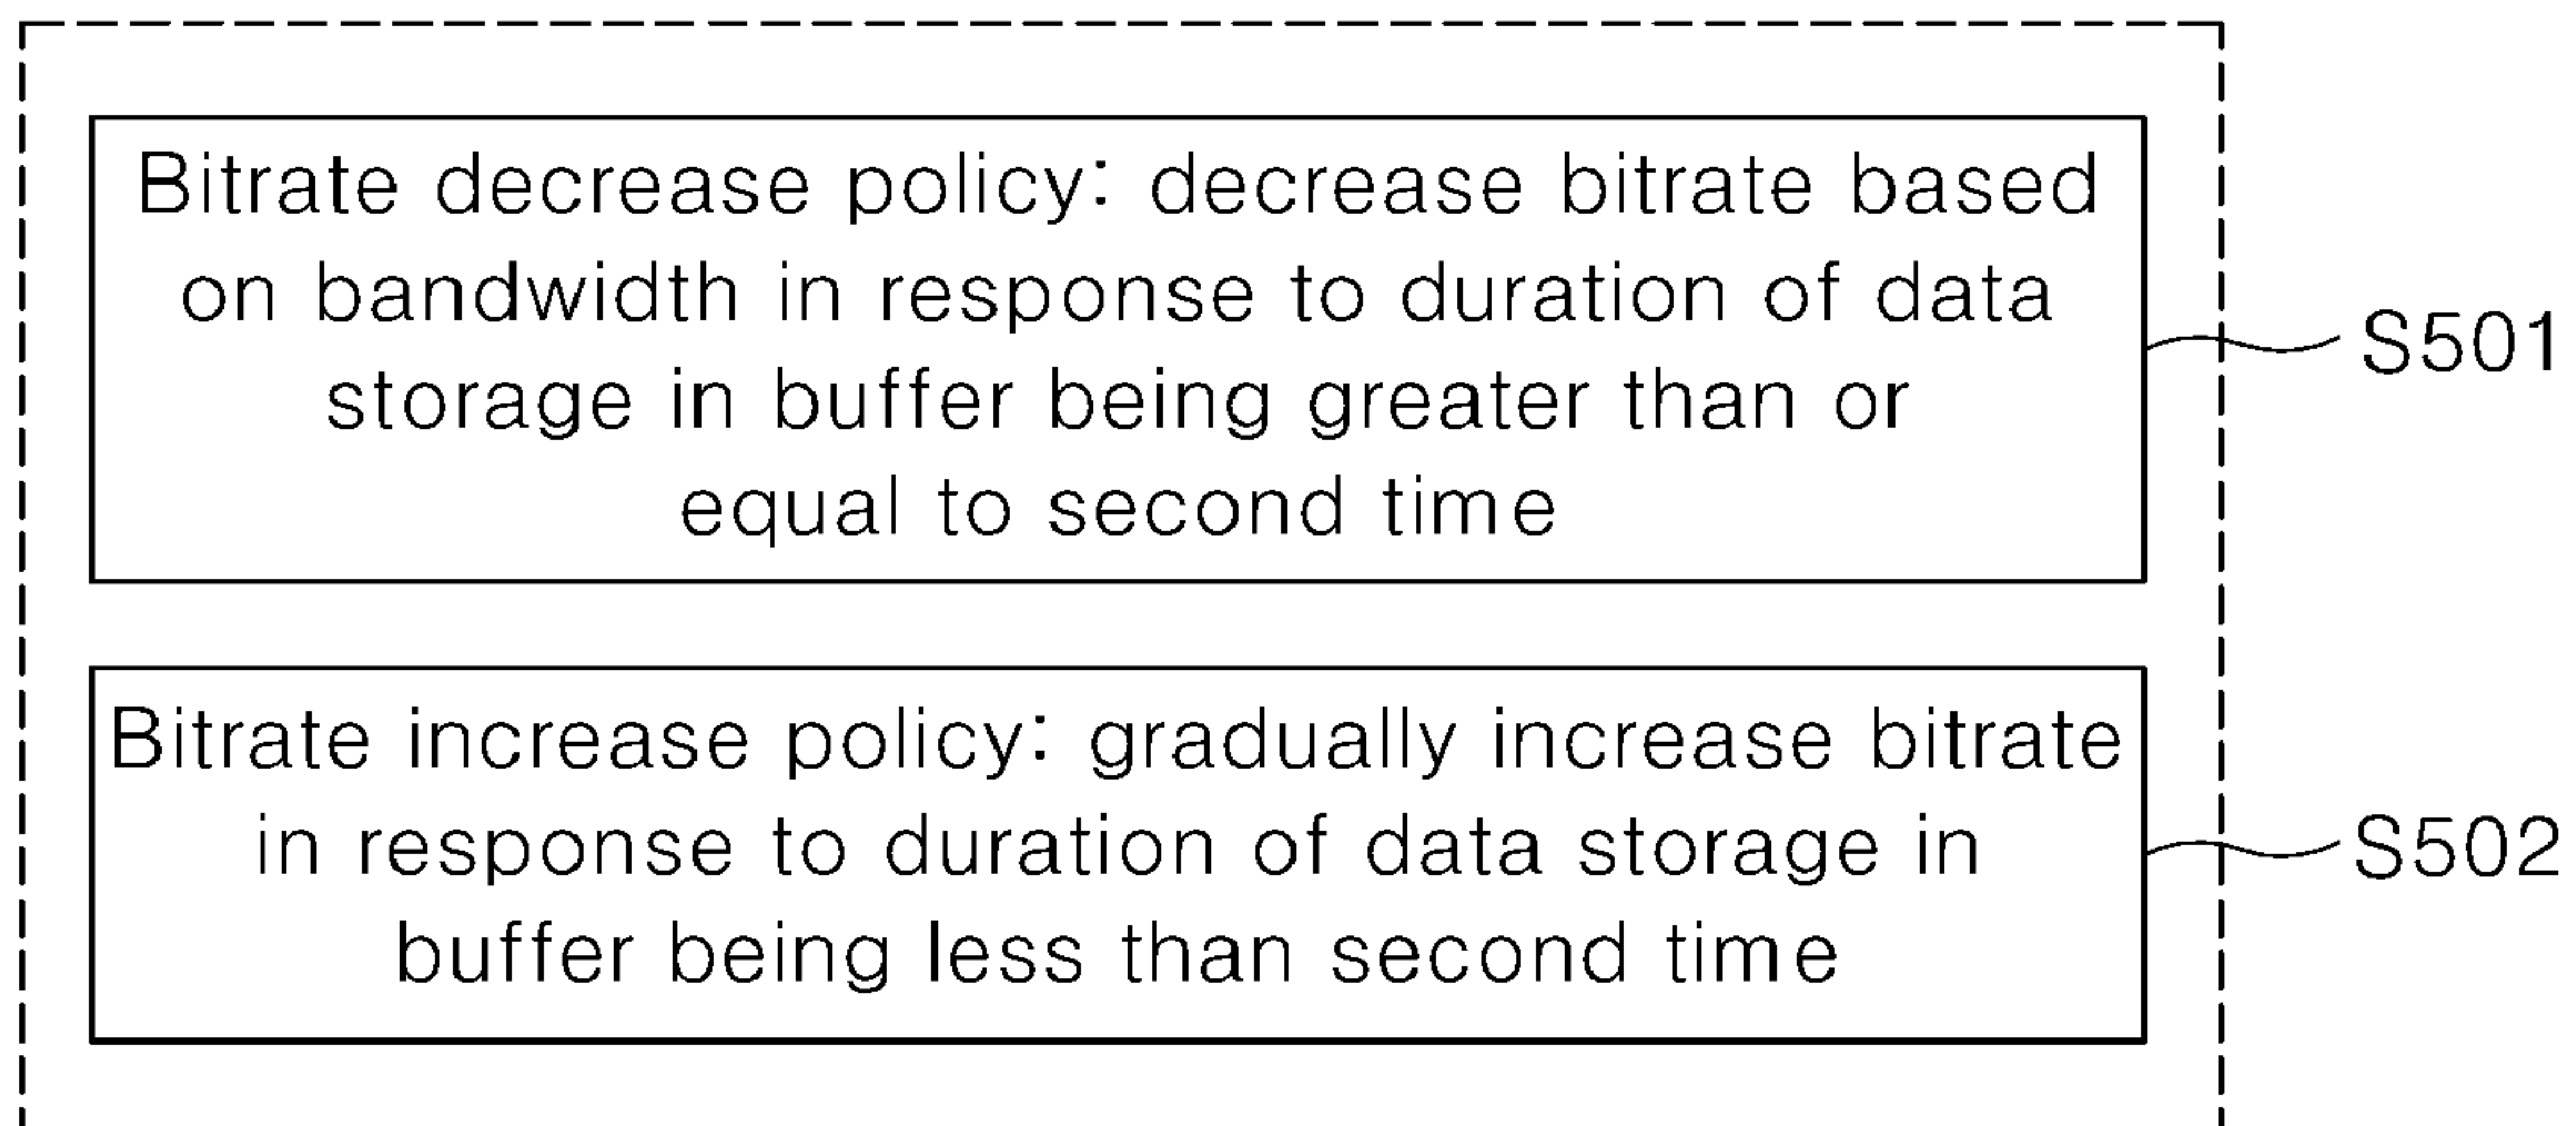 Bitrate decrease policy: decrease bitrate based
on bandwidth in response to duration of data
storage in buffer being greater than or
equal to second time
S501
Bitrate increase policy: gradually increase bitrate
in response to duration of data storage in
buffer being less than second time
S502